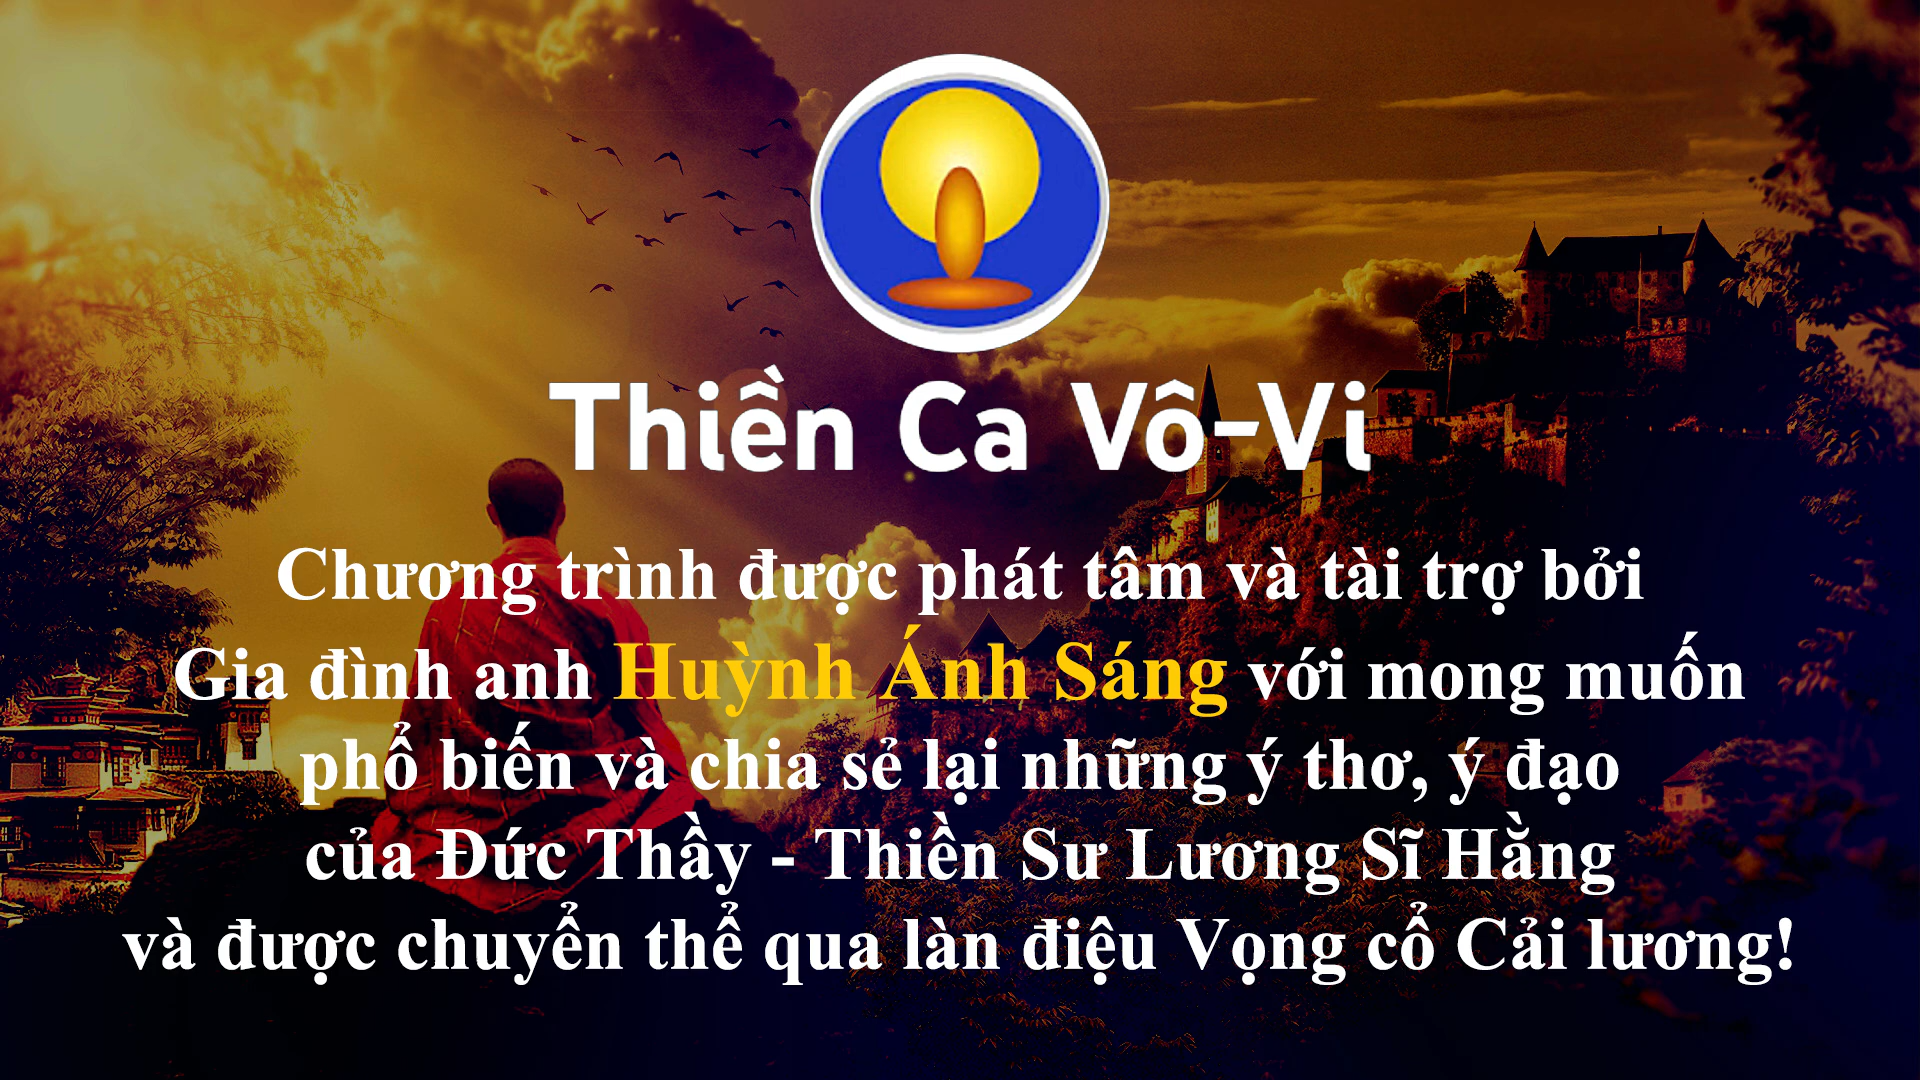 Thiền Ca Vô-Vi
Chương trình được phát tâm và tài trợ bởi
Gia đình anh Huỳnh Ánh Sáng với mong muốn
phổ biến và chia sẻ lại những ý thơ, ý đạo
của Đức Thầy - Thiền Sư Lương Sĩ Hằng
và được chuyển thể qua làn điệu Vọng cổ Cải lương!